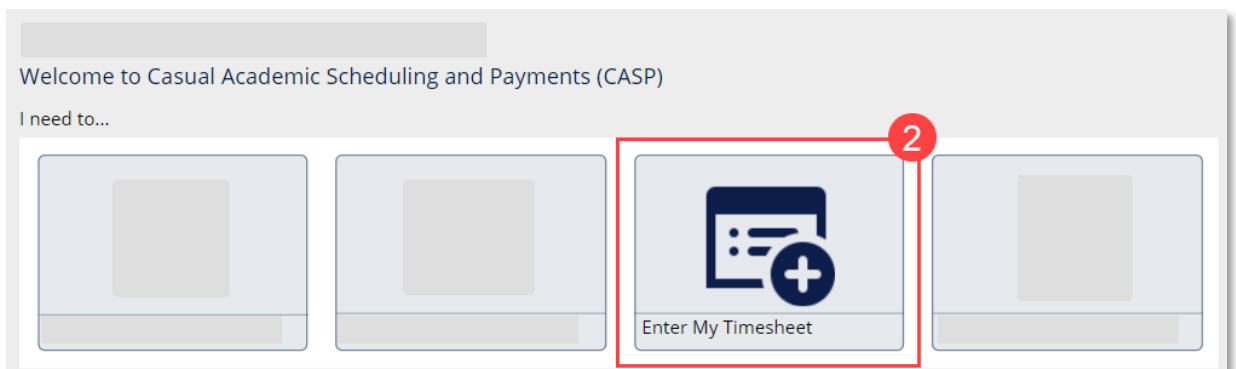 Welcome to Casual Academic Scheduling and Payments (CASP)
I need to...
2
Enter My Timesheet